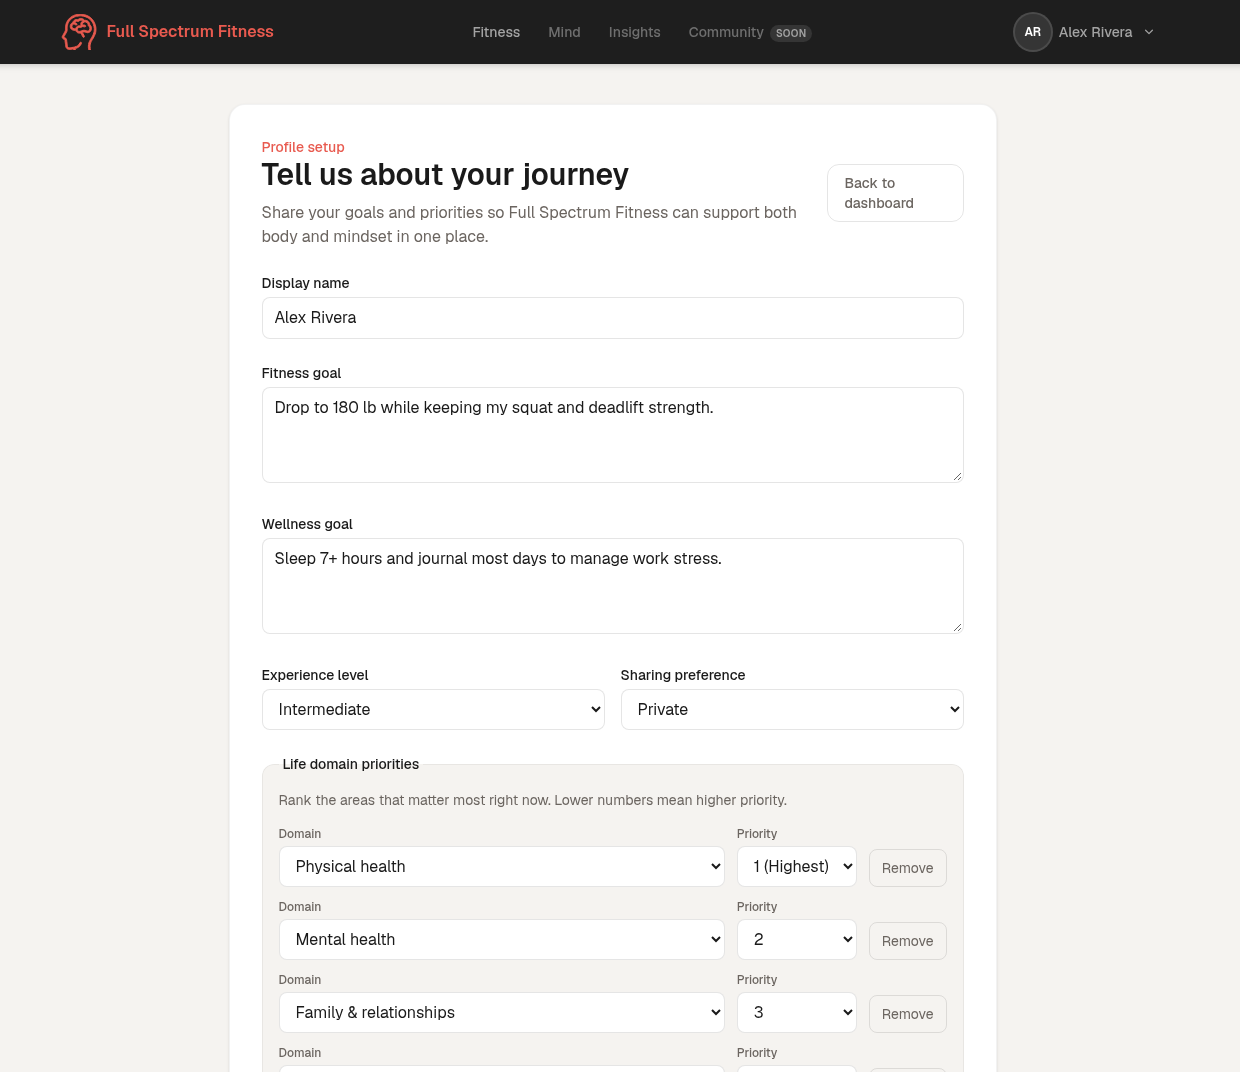 Full Spectrum Fitness
Fitness
Mind
Insights
Community SOON
AR
Alex Rivera
Profile setup
Tell us about your journey
Share your goals and priorities so Full Spectrum Fitness can support both
body and mindset in one place.
Back to
dashboard
Display name
Alex Rivera
Fitness goal
Drop to 180 lb while keeping my squat and deadlift strength.
Wellness goal
Sleep 7+ hours and journal most days to manage work stress.
Experience level
Sharing preference
Intermediate
Private
Life domain priorities
Rank the areas that matter most right now. Lower numbers mean higher priority.
Domain
Priority
Physical health
1 (Highest)
Remove
Domain
Priority
Mental health
2
Remove
Domain
Priority
Family & relationships
3
Remove
Domain
Priority